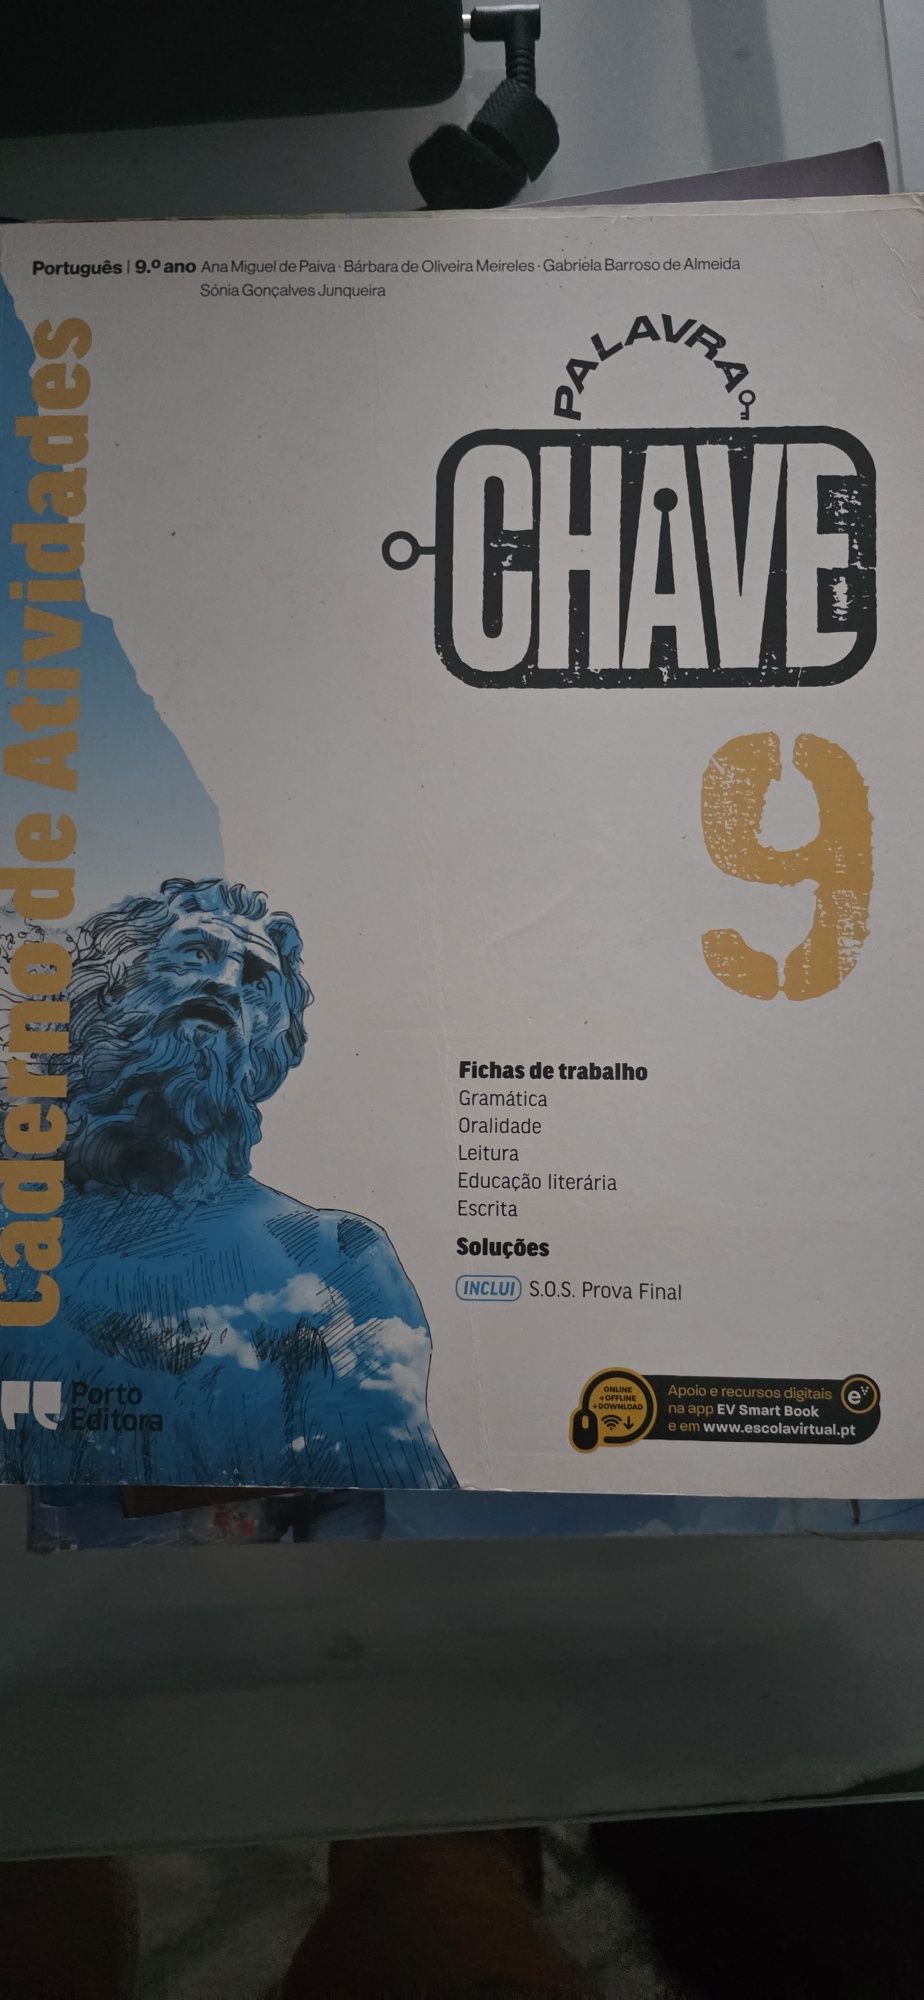 Português | 9.º ano Ana Miguel de Paiva · Bárbara de Oliveira Meireles · Gabriela Barroso de Almeida
Sónia Gonçalves Junqueira
Caderno de Atividades
PALAVRA
CHAVE
9
Fichas de trabalho
Gramática
Oralidade
Leitura
Educação literária
Escrita
Soluções
INCLUI S.O.S. Prova Final
Porto
Editora
ONLINE
+OFFLINE
+DOWNLOAD
Apoio e recursos digitais
na app EV Smart Book
e em www.escolavirtual.pt
ev